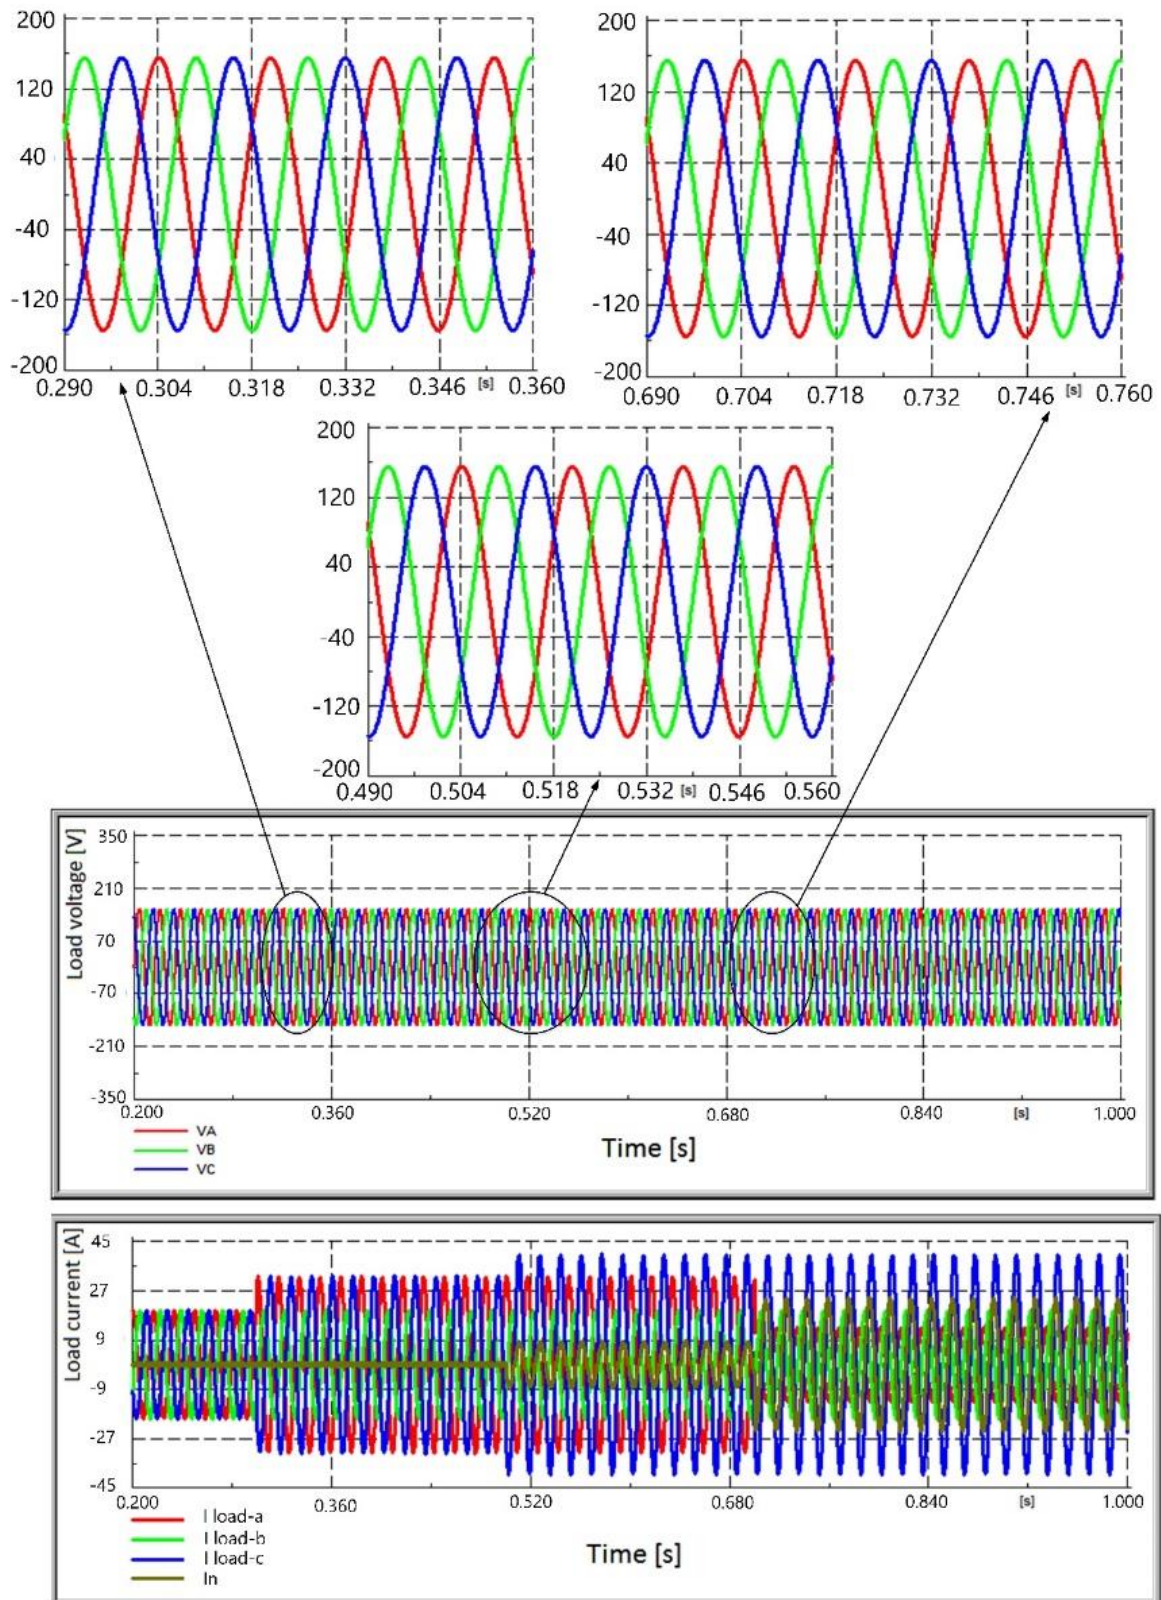 200
120
40
-40
-120
-200
0.290 0.304 0.318 0.332 0.346 [s] 0.360
200
120
40
-40
-120
-200
0.690 0.704 0.718 0.732 0.746 [s] 0.760
200
120
40
-40
-120
-200
0.490 0.504 0.518 0.532 [s] 0.546 0.560
Load voltage [V]
350
210
70
-70
-210
-350
0.200 0.360 0.520 0.680 0.840 [s] 1.000
VA
VB
VC
Time [s]
Load current [A]
45
27
9
-9
-27
-45
0.200 0.360 0.520 0.680 0.840 [s] 1.000
I load-a
I load-b
I load-c
In
Time [s]